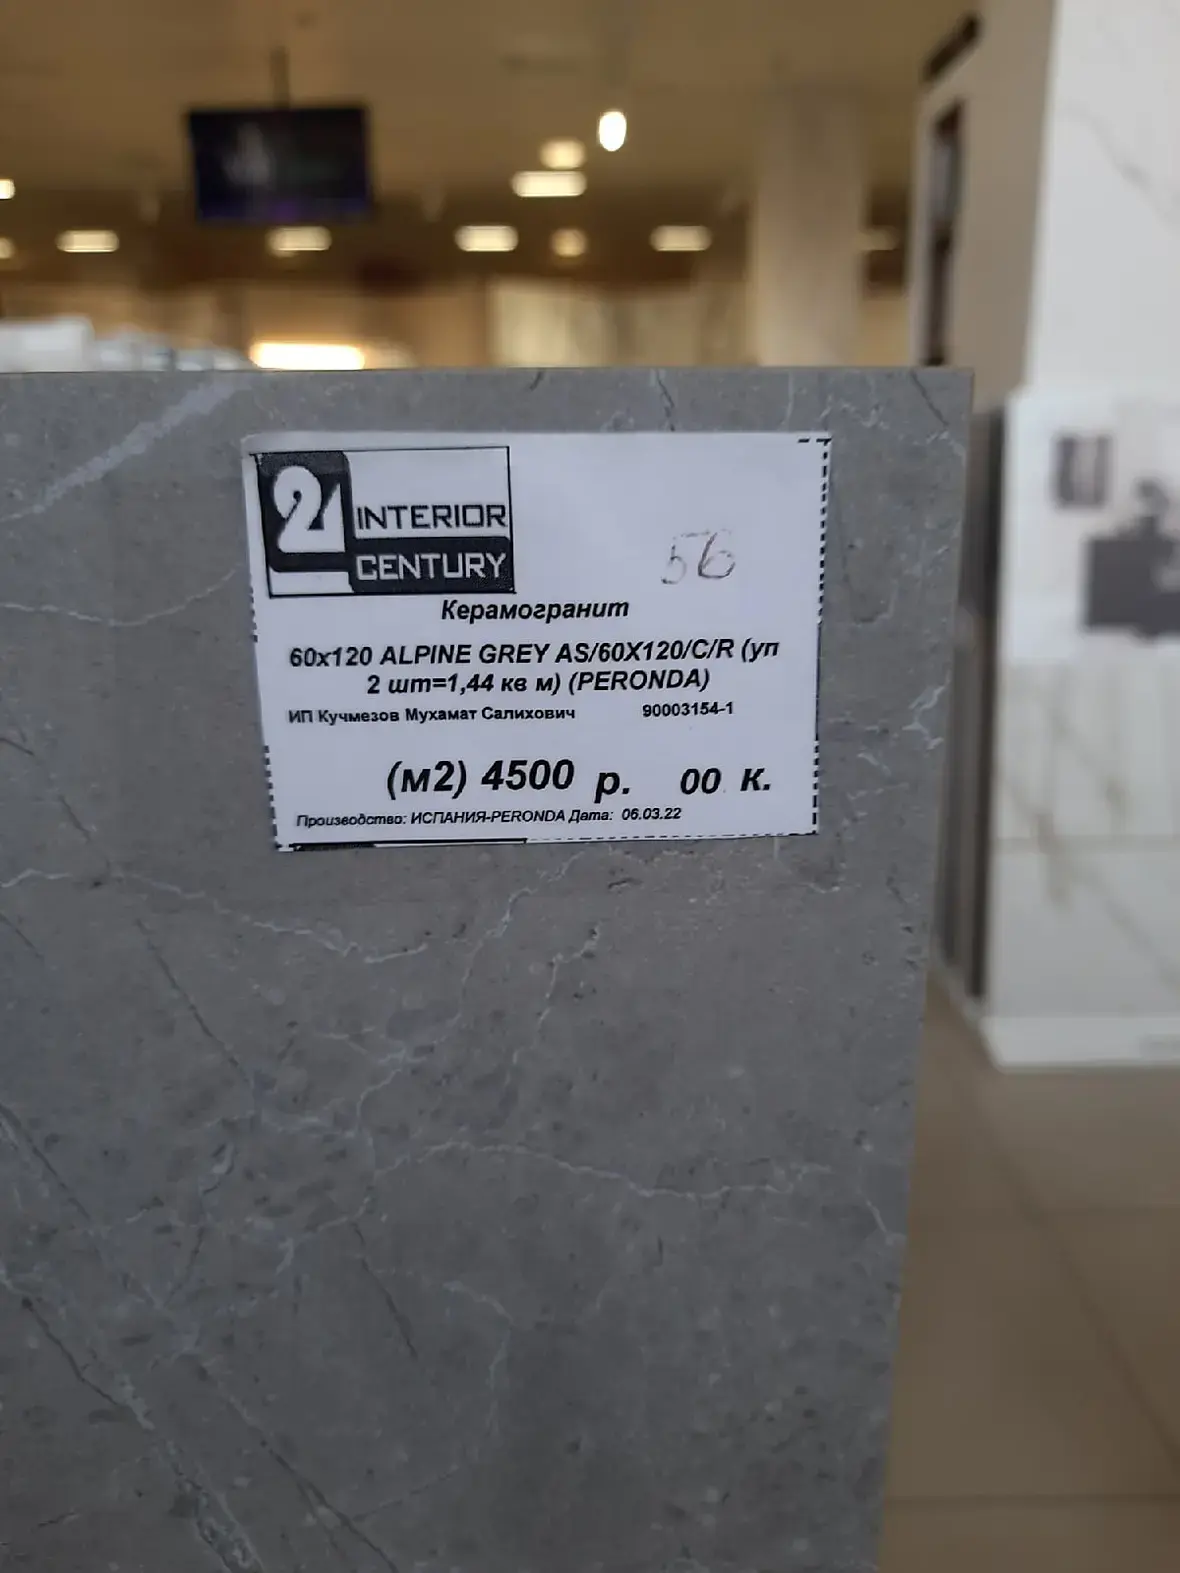 21 INTERIOR
CENTURY
56
Керамогранит
60x120 ALPINE GREY AS/60X120/C/R (уп
2 шт=1,44 кв м) (PERONDA)
ИП Кучмезов Мухамат Салихович 90003154-1
(м2) 4500 р. 00 К.
Производство: ИСПАНИЯ-PERONDA Дата: 06.03.22